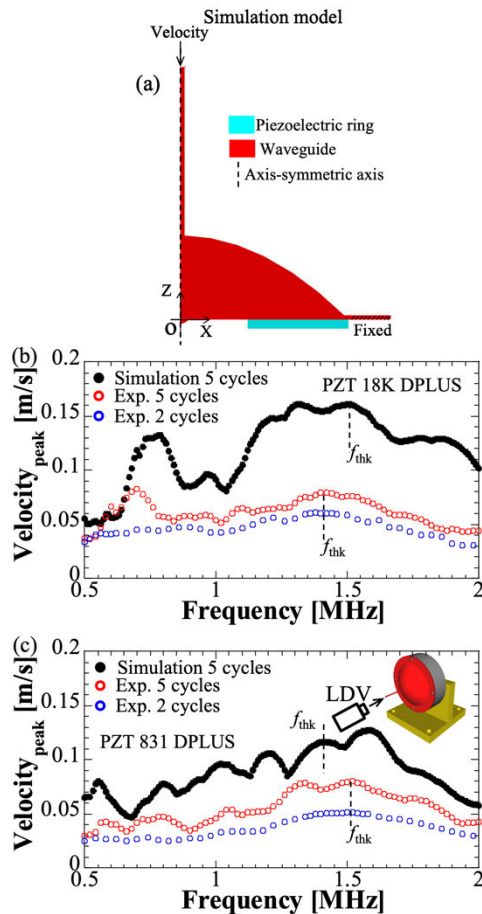 Simulation model
Velocity
(a)
Piezoelectric ring
Waveguide
Axis-symmetric axis
z
o
x
Fixed
(b)
0.2
0.15
0.1
0.05
0
Velocity_peak [m/s]
Simulation 5 cycles
Exp. 5 cycles
Exp. 2 cycles
PZT 18K DPLUS
f_thk
f_thk
0.5
1
1.5
2
Frequency [MHz]
(c)
0.2
0.15
0.1
0.05
0
Velocity_peak [m/s]
Simulation 5 cycles
Exp. 5 cycles
Exp. 2 cycles
LDV
PZT 831 DPLUS
f_thk
f_thk
0.5
1
1.5
2
Frequency [MHz]